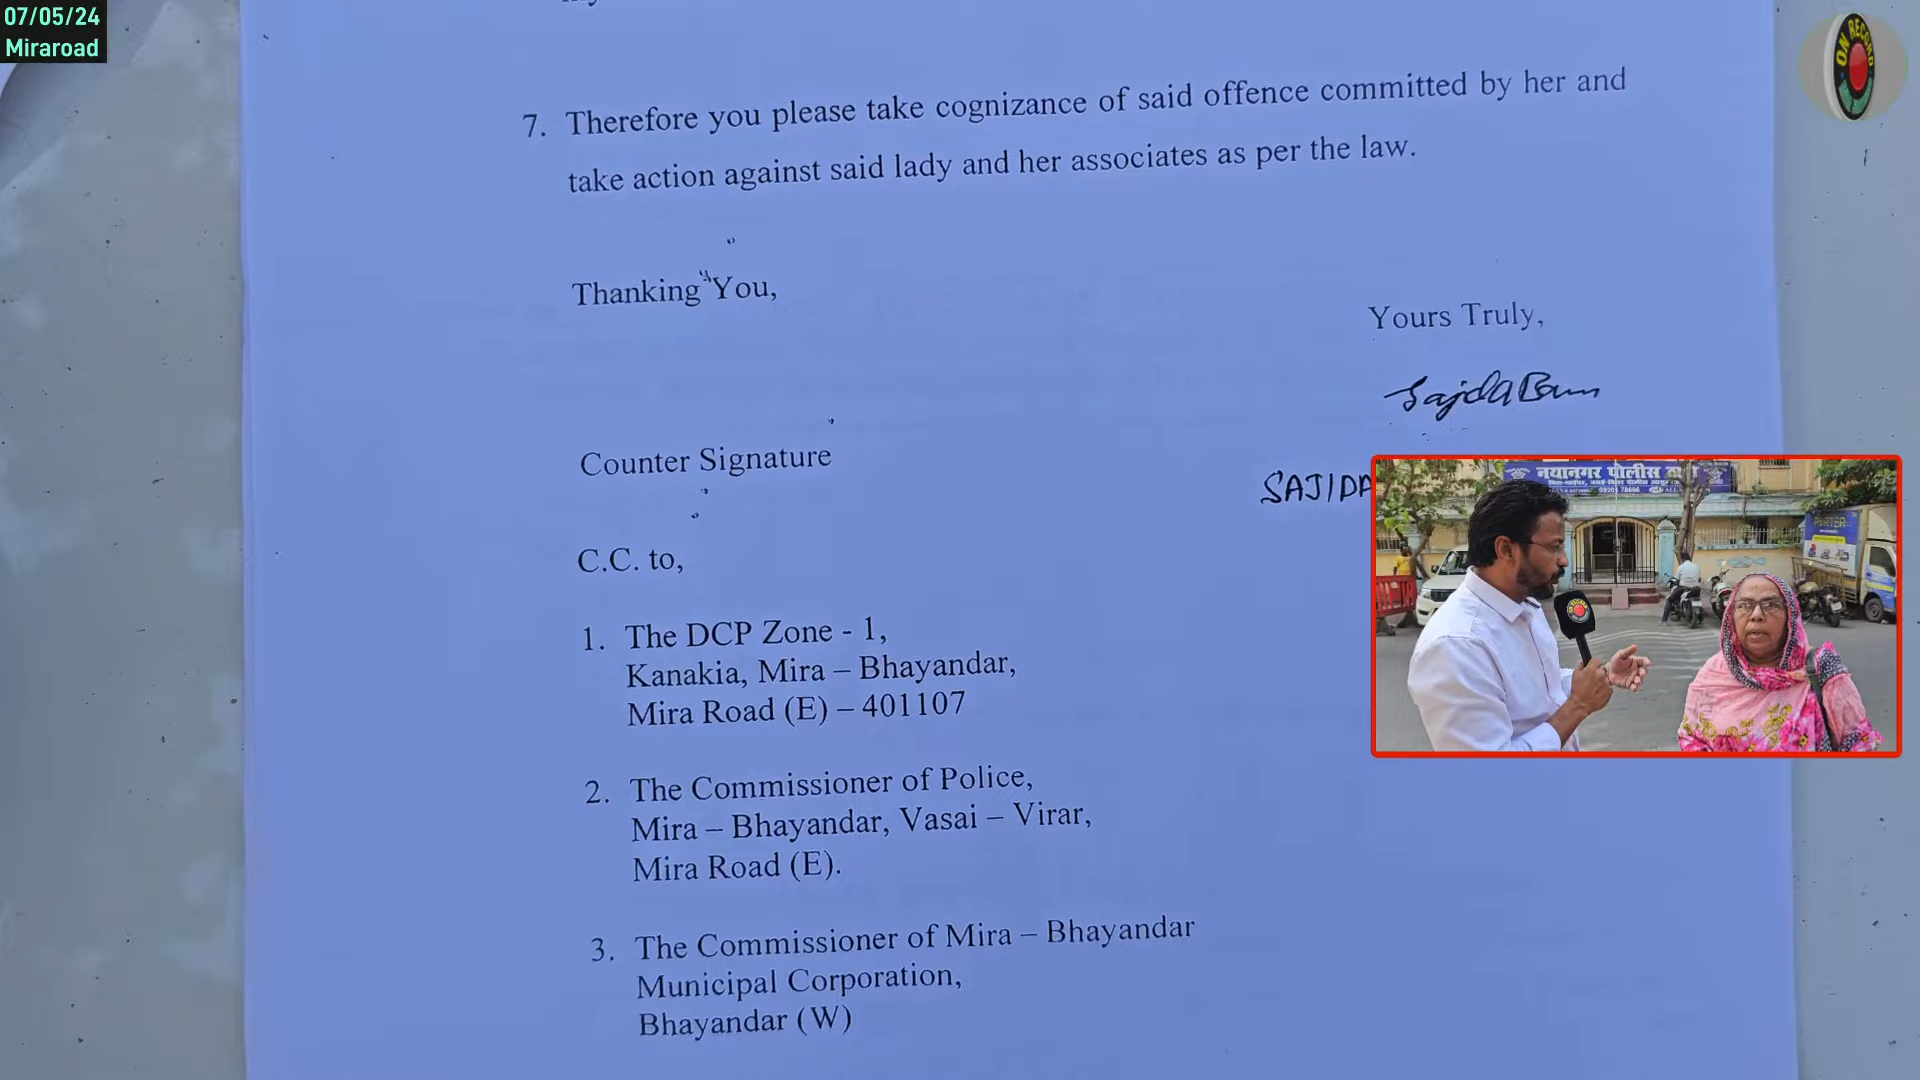 07/05/24
Miraroad
ON RECORD
7. Therefore you please take cognizance of said offence committed by her and
take action against said lady and her associates as per the law.
Thanking You,
Yours Truly,
Counter Signature
SAJIDA
C.C. to,
1. The DCP Zone - 1,
Kanakia, Mira – Bhayandar,
Mira Road (E) – 401107
2. The Commissioner of Police,
Mira – Bhayandar, Vasai – Virar,
Mira Road (E).
3. The Commissioner of Mira – Bhayandar
Municipal Corporation,
Bhayandar (W)
नयानगर पोलीस